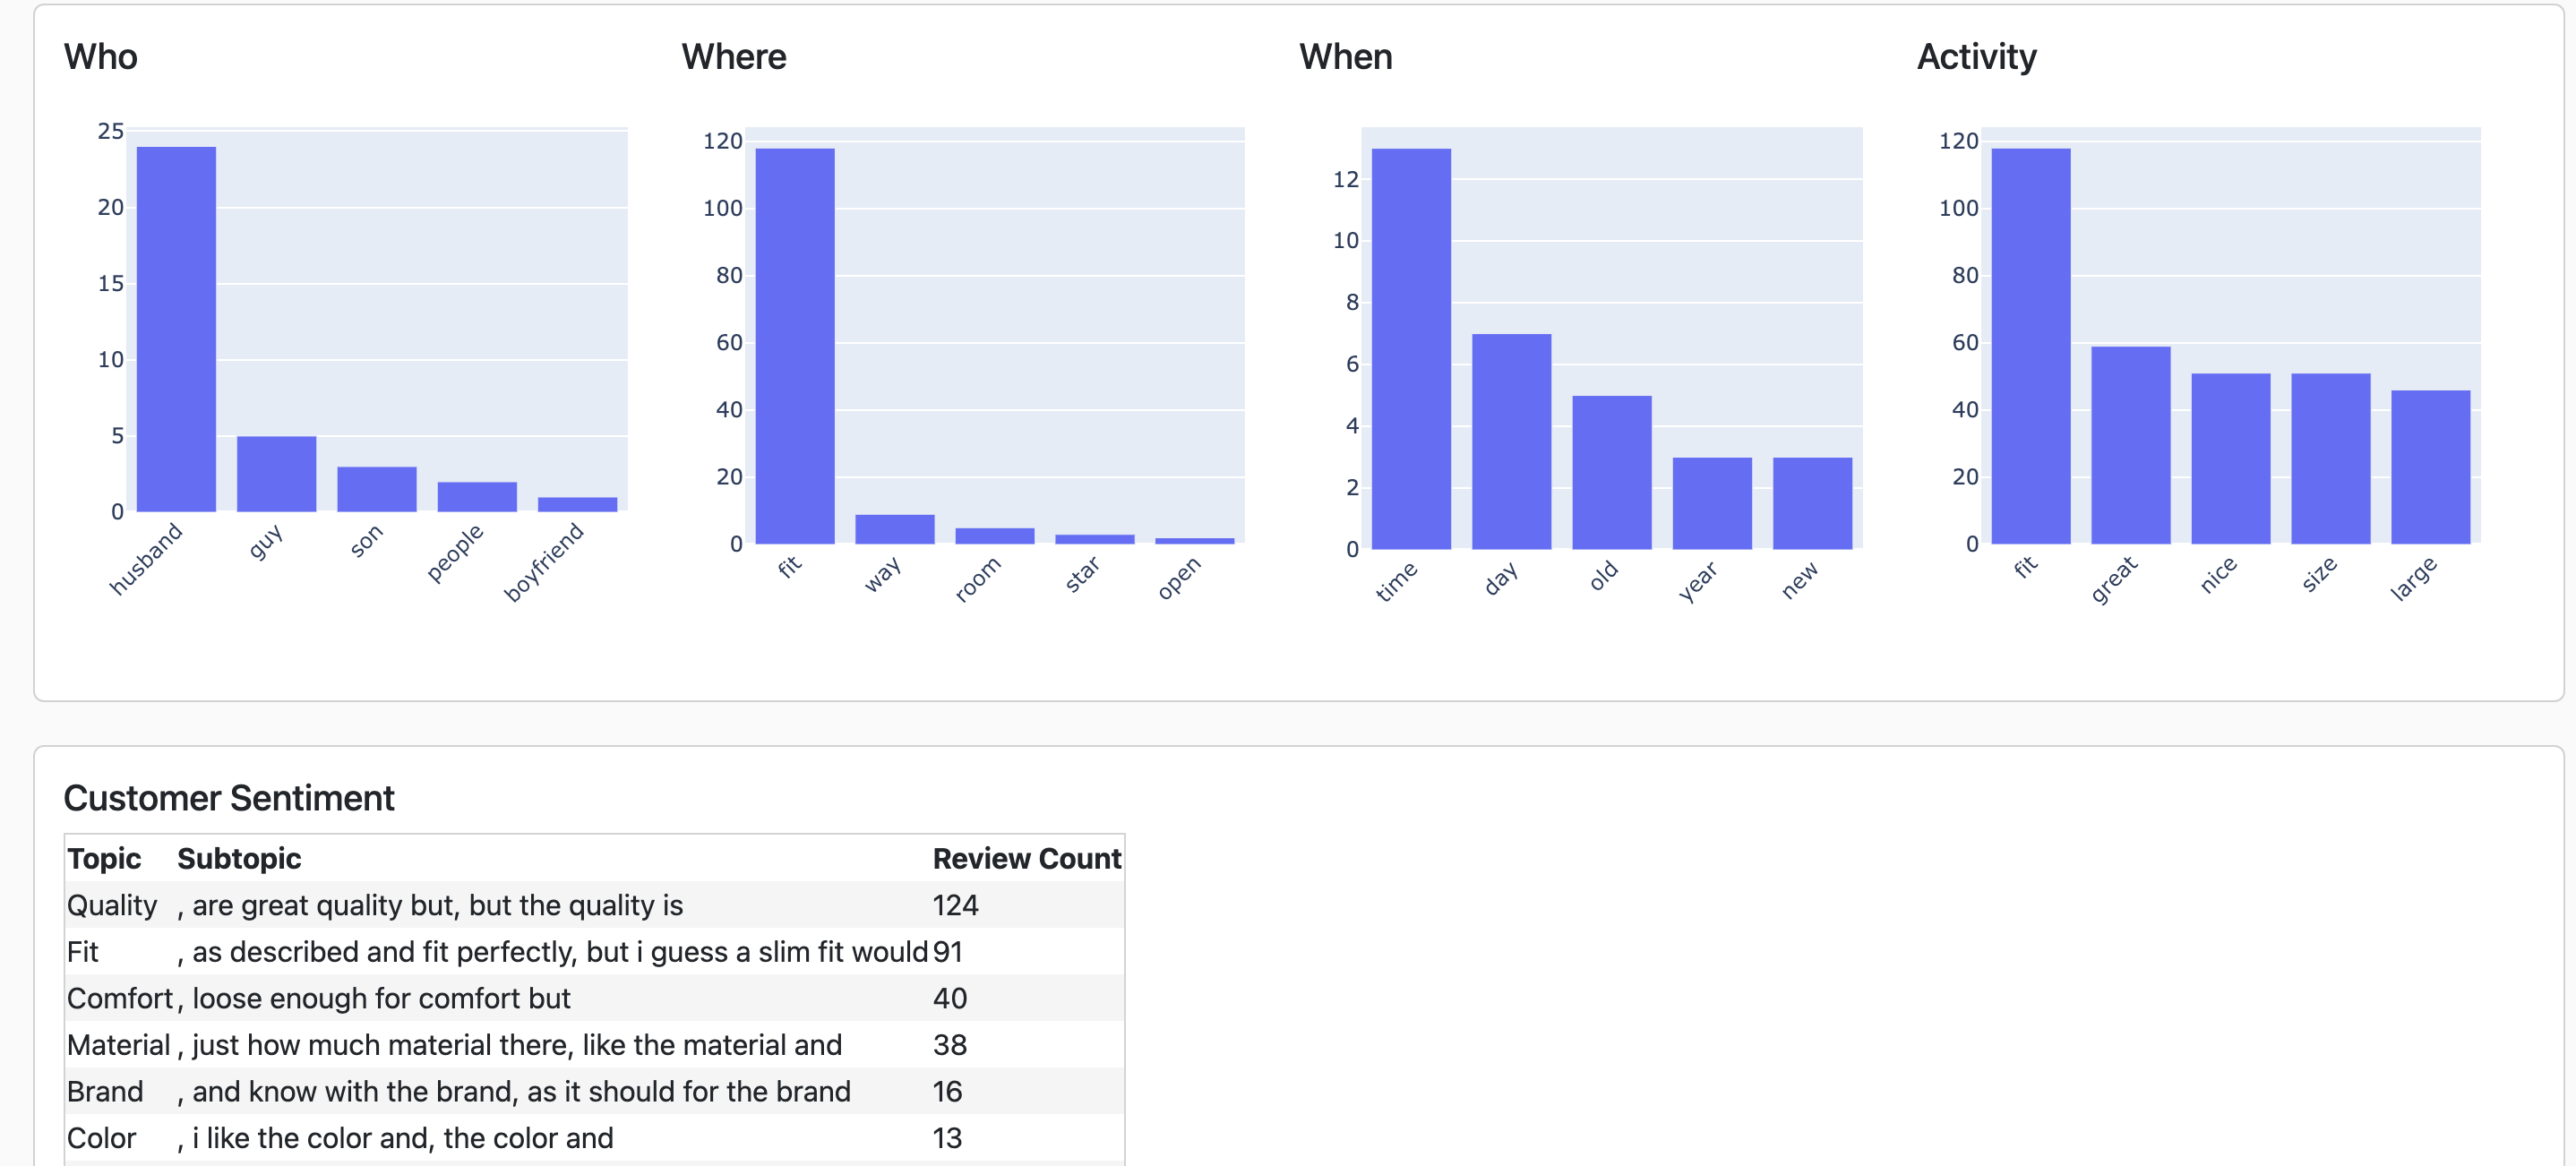 Who
Where
When
Activity
25
20
15
10
5
0
husband
guy
son
people
boyfriend
120
100
80
60
40
20
0
fit
way
room
star
open
12
10
8
6
4
2
0
time
day
old
year
new
120
100
80
60
40
20
0
fit
great
nice
size
large
Customer Sentiment
Topic Subtopic Review Count
Quality , are great quality but, but the quality is 124
Fit , as described and fit perfectly, but i guess a slim fit would 91
Comfort , loose enough for comfort but 40
Material , just how much material there, like the material and 38
Brand , and know with the brand, as it should for the brand 16
Color , i like the color and, the color and 13